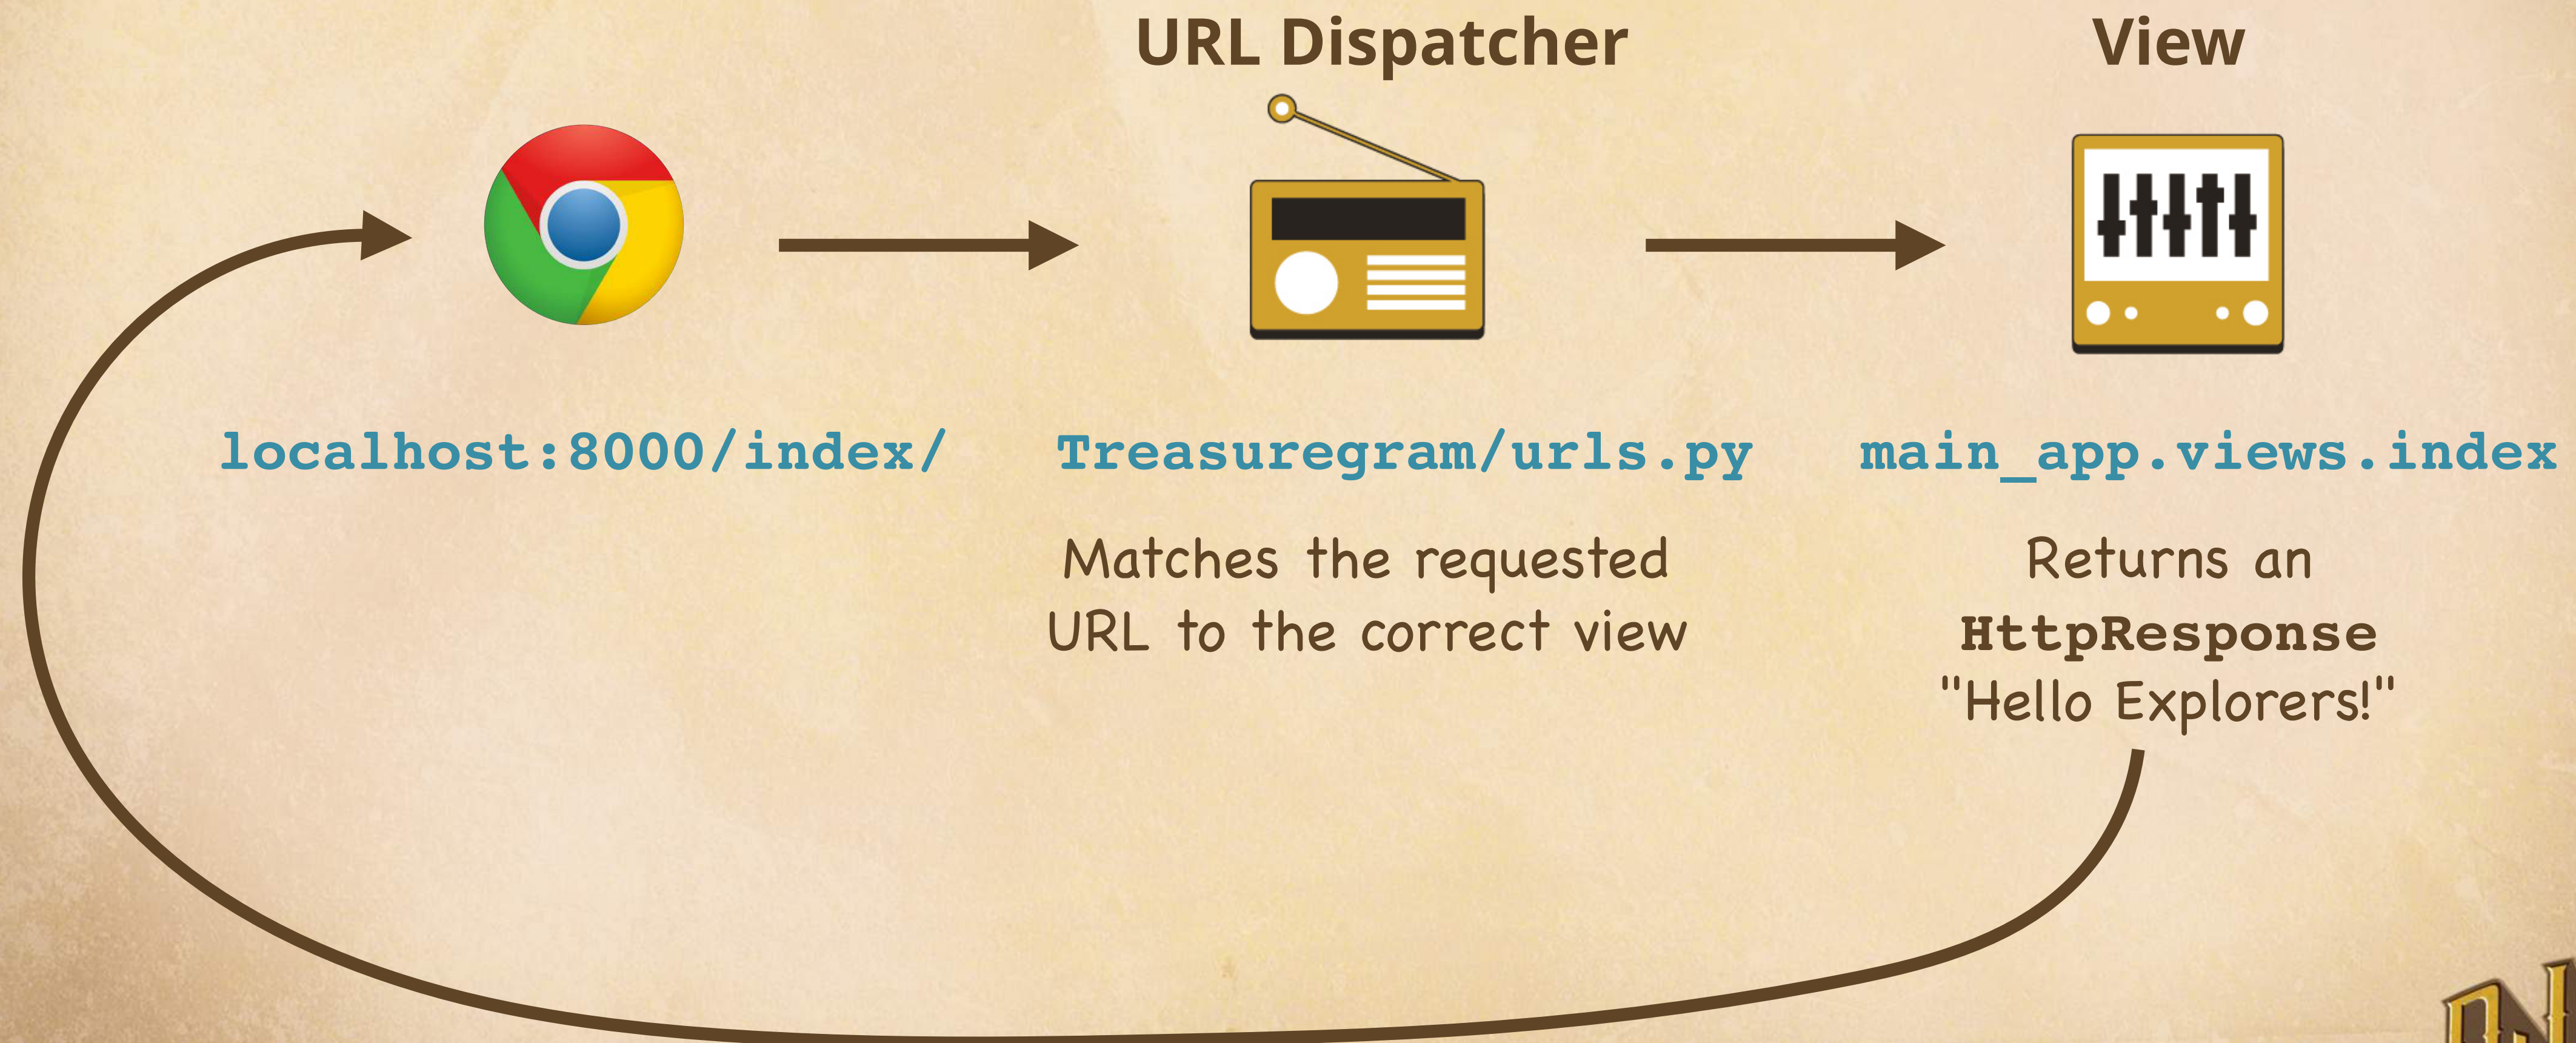 URL Dispatcher
View
localhost:8000/index/
Treasuregram/urls.py
main_app.views.index
Matches the requested
URL to the correct view
Returns an
HttpResponse
"Hello Explorers!"